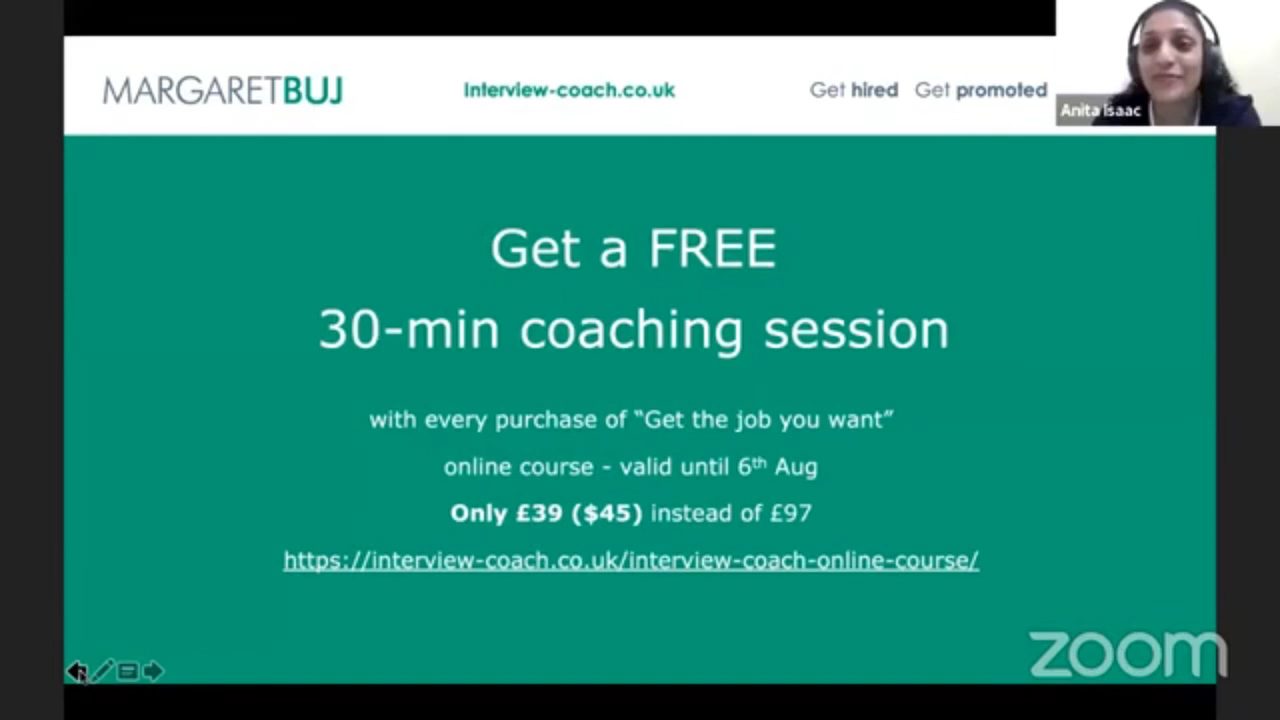 MARGARETBUJ
Interview-coach.co.uk
Get hired Get promoted
Anita Isaac
Get a FREE
30-min coaching session
with every purchase of “Get the job you want”
online course - valid until 6th Aug
Only £39 ($45) instead of £97
https://interview-coach.co.uk/interview-coach-online-course/
zoom